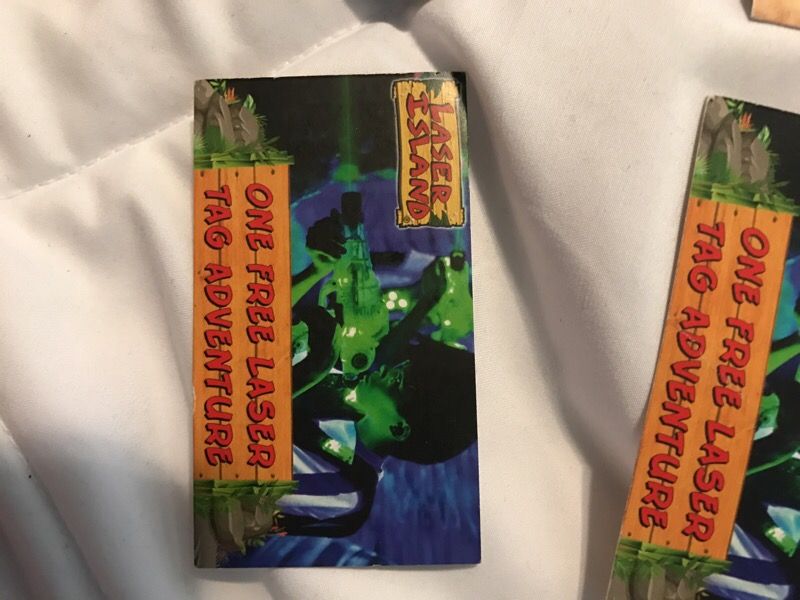 LASER
ISLAND
ONE FREE LASER
TAG ADVENTURE
ONE FREE LASER
TAG ADVENTURE